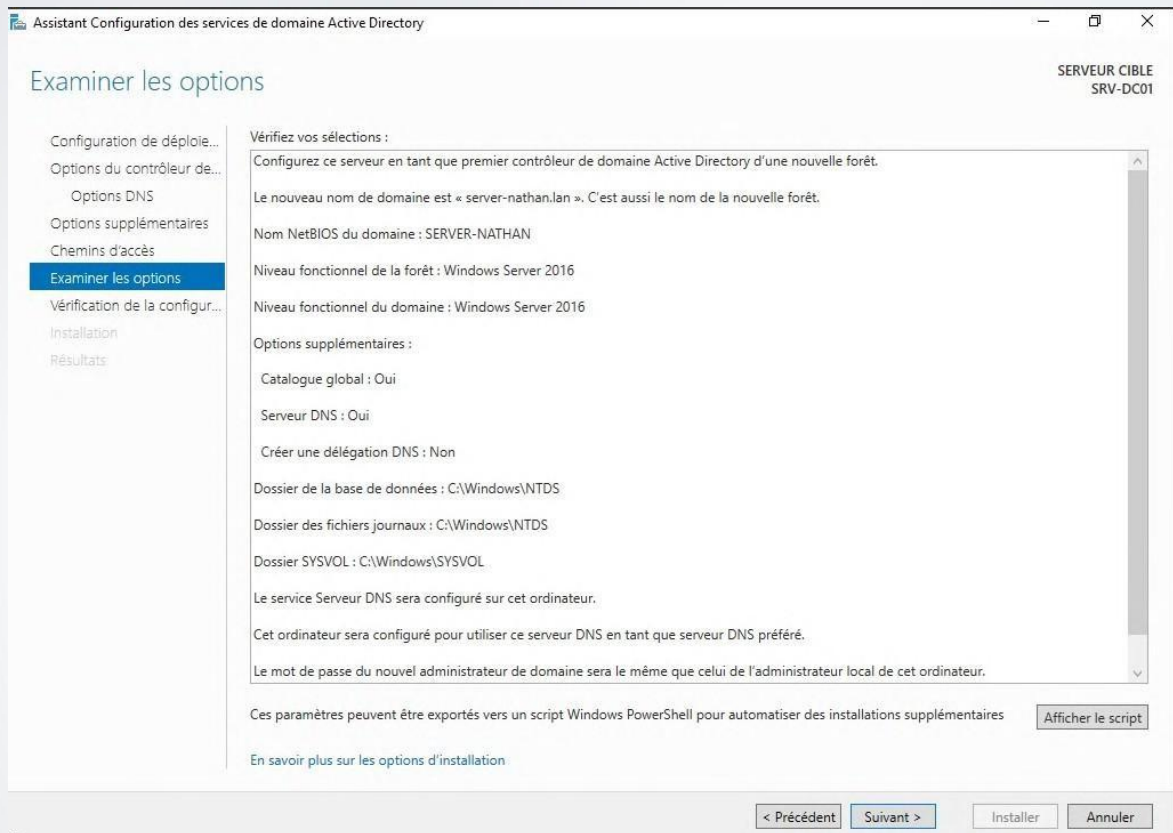 Assistant Configuration des services de domaine Active Directory
Examiner les options
SERVEUR CIBLE
SRV-DC01
Configuration de déploie...
Options du contrôleur de...
Options DNS
Options supplémentaires
Chemins d'accès
Examiner les options
Vérification de la configur...
Installation
Résultats
Vérifiez vos sélections :
Configurez ce serveur en tant que premier contrôleur de domaine Active Directory d'une nouvelle forêt.
Le nouveau nom de domaine est « server-nathan.lan ». C'est aussi le nom de la nouvelle forêt.
Nom NetBIOS du domaine : SERVER-NATHAN
Niveau fonctionnel de la forêt : Windows Server 2016
Niveau fonctionnel du domaine : Windows Server 2016
Options supplémentaires :
Catalogue global : Oui
Serveur DNS : Oui
Créer une délégation DNS : Non
Dossier de la base de données : C:\Windows\NTDS
Dossier des fichiers journaux : C:\Windows\NTDS
Dossier SYSVOL : C:\Windows\SYSVOL
Le service Serveur DNS sera configuré sur cet ordinateur.
Cet ordinateur sera configuré pour utiliser ce serveur DNS en tant que serveur DNS préféré.
Le mot de passe du nouvel administrateur de domaine sera le même que celui de l'administrateur local de cet ordinateur.
Ces paramètres peuvent être exportés vers un script Windows PowerShell pour automatiser des installations supplémentaires
Afficher le script
En savoir plus sur les options d'installation
< Précédent
Suivant >
Installer
Annuler